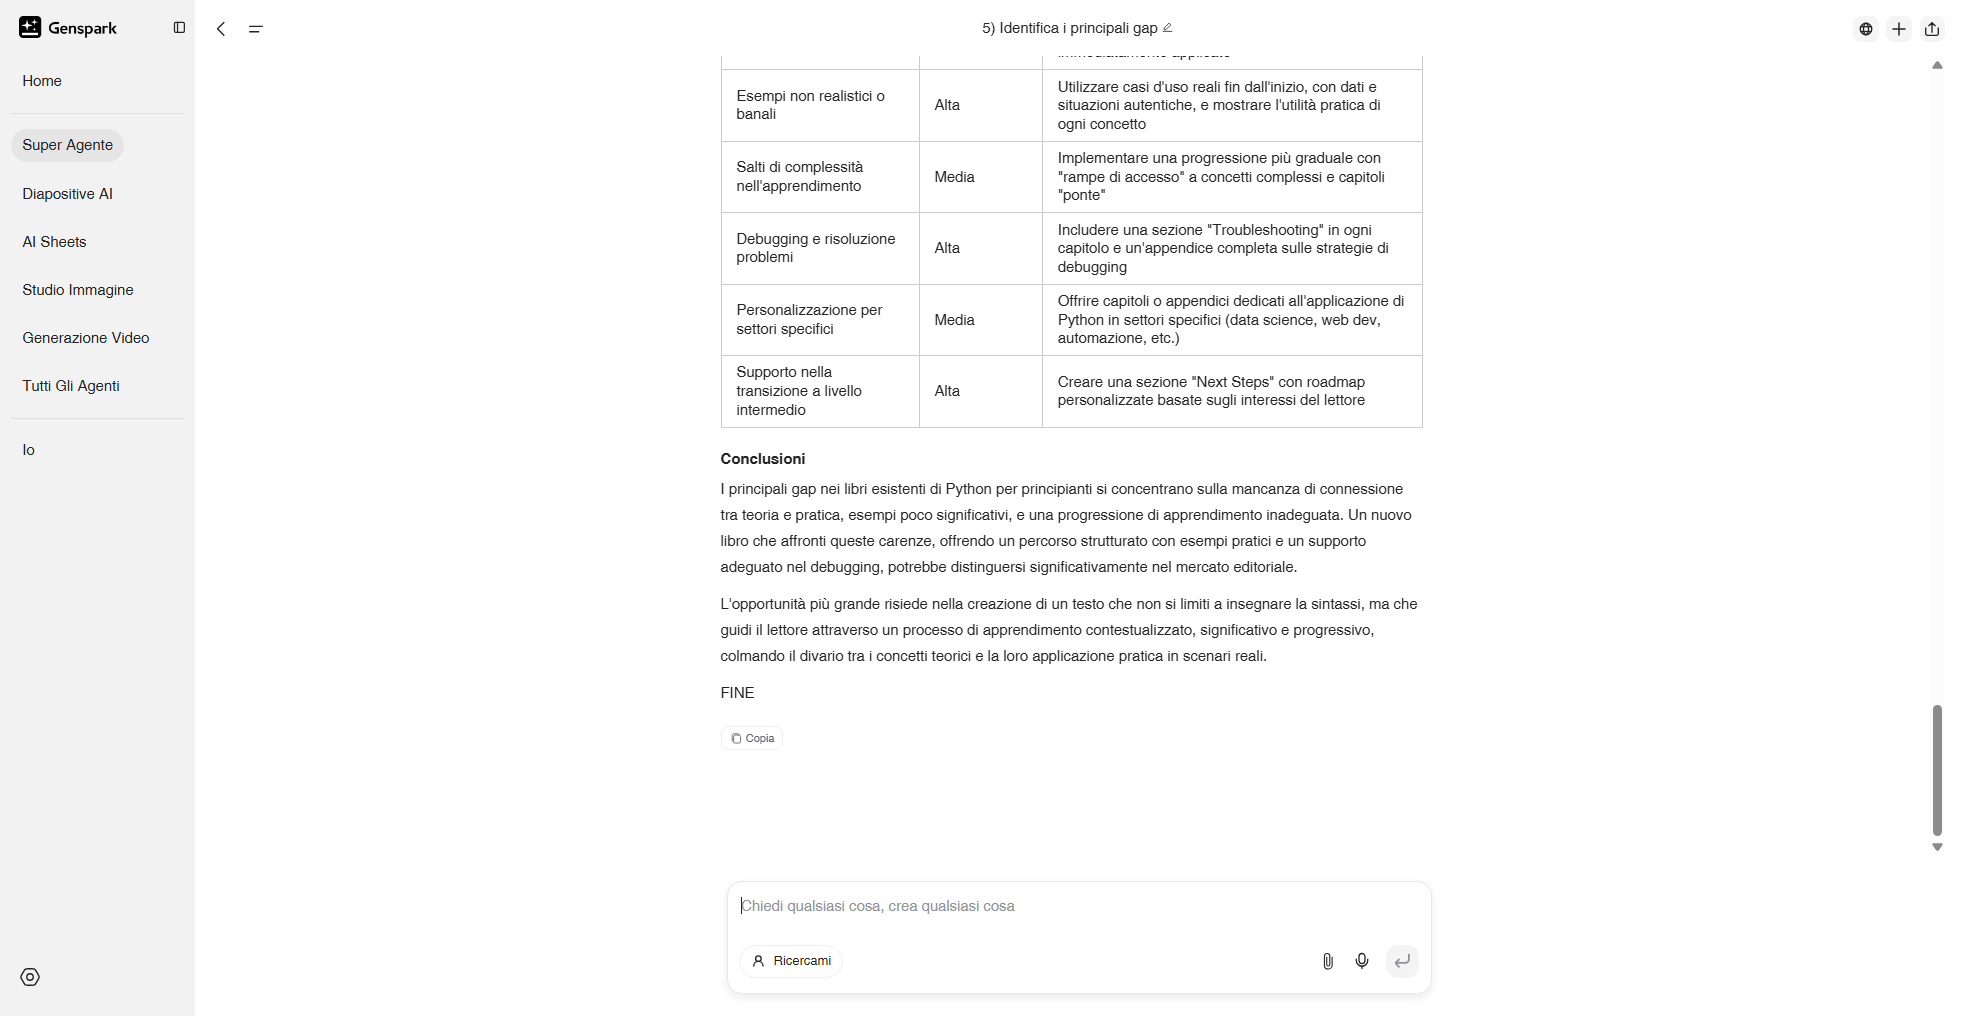 Genspark
Home
Super Agente
Diapositive AI
AI Sheets
Studio Immagine
Generazione Video
Tutti Gli Agenti
Io
5) Identifica i principali gap
Esempi non realistici o
banali
Alta
Utilizzare casi d'uso reali fin dall'inizio, con dati e
situazioni autentiche, e mostrare l'utilità pratica di
ogni concetto
Salti di complessità
nell'apprendimento
Media
Implementare una progressione più graduale con
"rampe di accesso" a concetti complessi e capitoli
"ponte"
Debugging e risoluzione
problemi
Alta
Includere una sezione "Troubleshooting" in ogni
capitolo e un'appendice completa sulle strategie di
debugging
Personalizzazione per
settori specifici
Media
Offrire capitoli o appendici dedicati all'applicazione di
Python in settori specifici (data science, web dev,
automazione, etc.)
Supporto nella
transizione a livello
intermedio
Alta
Creare una sezione "Next Steps" con roadmap
personalizzate basate sugli interessi del lettore
Conclusioni
I principali gap nei libri esistenti di Python per principianti si concentrano sulla mancanza di connessione
tra teoria e pratica, esempi poco significativi, e una progressione di apprendimento inadeguata. Un nuovo
libro che affronti queste carenze, offrendo un percorso strutturato con esempi pratici e un supporto
adeguato nel debugging, potrebbe distinguersi significativamente nel mercato editoriale.
L'opportunità più grande risiede nella creazione di un testo che non si limiti a insegnare la sintassi, ma che
guidi il lettore attraverso un processo di apprendimento contestualizzato, significativo e progressivo,
colmando il divario tra i concetti teorici e la loro applicazione pratica in scenari reali.
FINE
Copia
Chiedi qualsiasi cosa, crea qualsiasi cosa
Ricercami